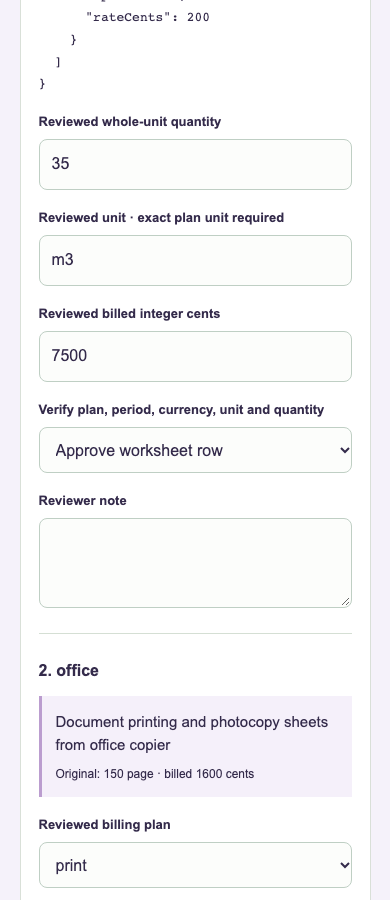 "rateCents": 200
}
]
}
Reviewed whole-unit quantity
35
Reviewed unit · exact plan unit required
m3
Reviewed billed integer cents
7500
Verify plan, period, currency, unit and quantity
Approve worksheet row
Reviewer note
2. office
Document printing and photocopy sheets
from office copier
Original: 150 page · billed 1600 cents
Reviewed billing plan
print